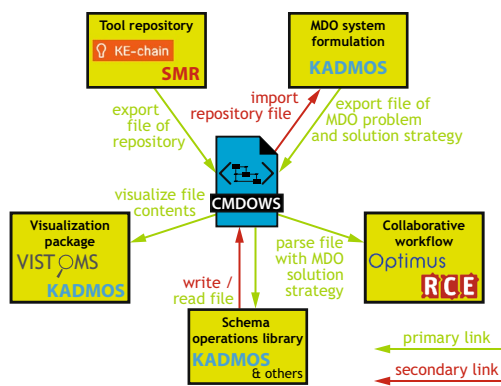 Tool repository
KE-chain
SMR
MDO system
formulation
KADMOS
export
file of
repository
import
repository file
export file of
MDO problem
and solution strategy
CMDOWS
visualize file
contents
Visualization
package
VISTOMS
KADMOS
parse file
with MDO
solution
strategy
Collaborative
workflow
Optimus
RCE
write /
read file
Schema
operations library
KADMOS
& others
primary link
secondary link